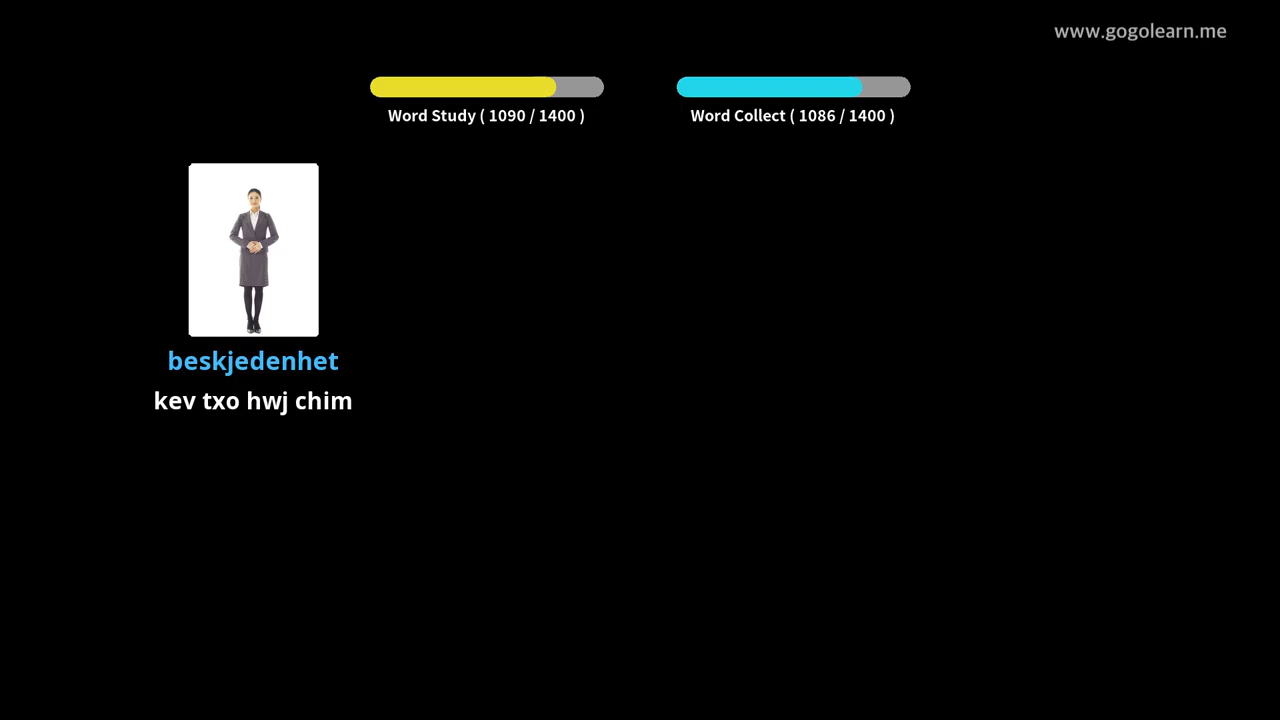 www.gogolearn.me
Word Study ( 1090 / 1400 )
Word Collect ( 1086 / 1400 )
beskjedenhet
kev txo hwj chim